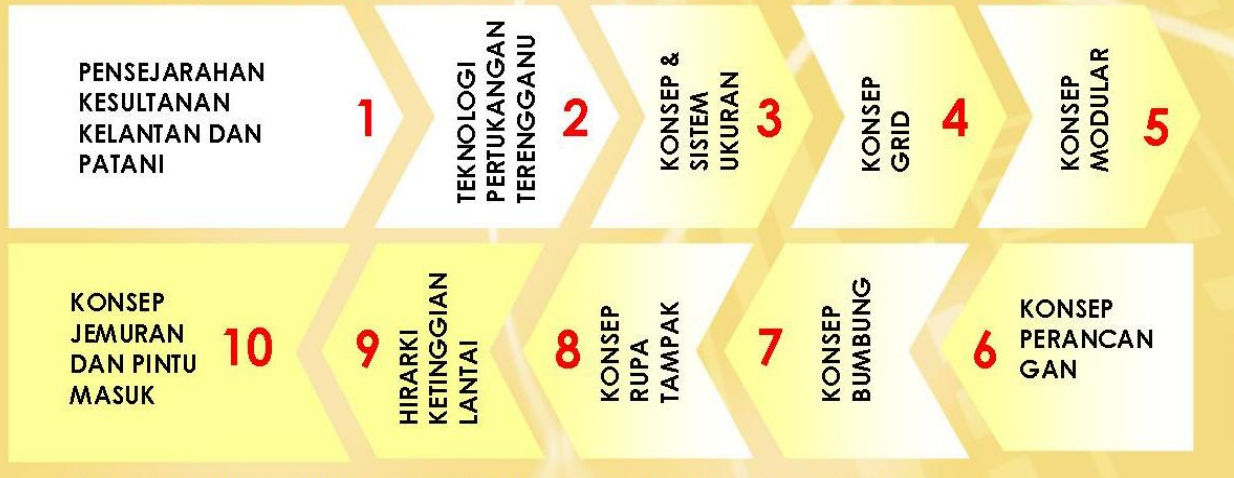 PENSEJARAHAN
KESULTANAN
KELANTAN DAN
PATANI
1
TEKNOLOGI
PERTUKANGAN
TERENGGANU
2
KONSEP &
SISTEM
UKURAN
3
KONSEP
GRID
4
KONSEP
MODULAR
5
6
KONSEP
PERANCAN
GAN
7
KONSEP
BUMBUNG
8
KONSEP
RUPA
TAMPAK
9
HIRARKI
KETINGGIAN
LANTAI
KONSEP
JEMURAN
DAN PINTU
MASUK
10